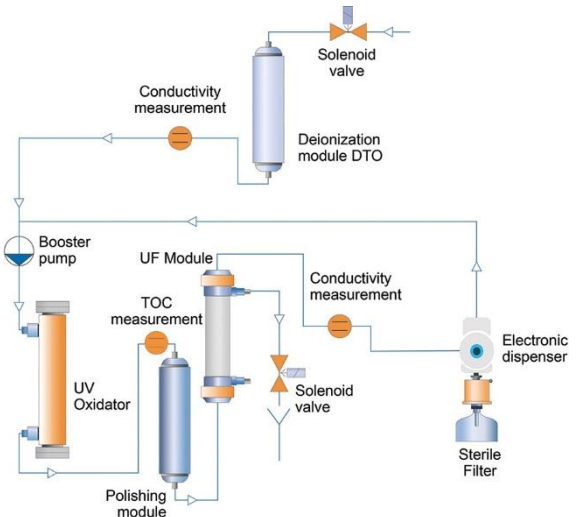 Solenoid
valve
Conductivity
measurement
Deionization
module DTO
Booster
pump
UF Module
Conductivity
measurement
TOC
measurement
Electronic
dispenser
UV
Oxidator
Solenoid
valve
Sterile
Filter
Polishing
module